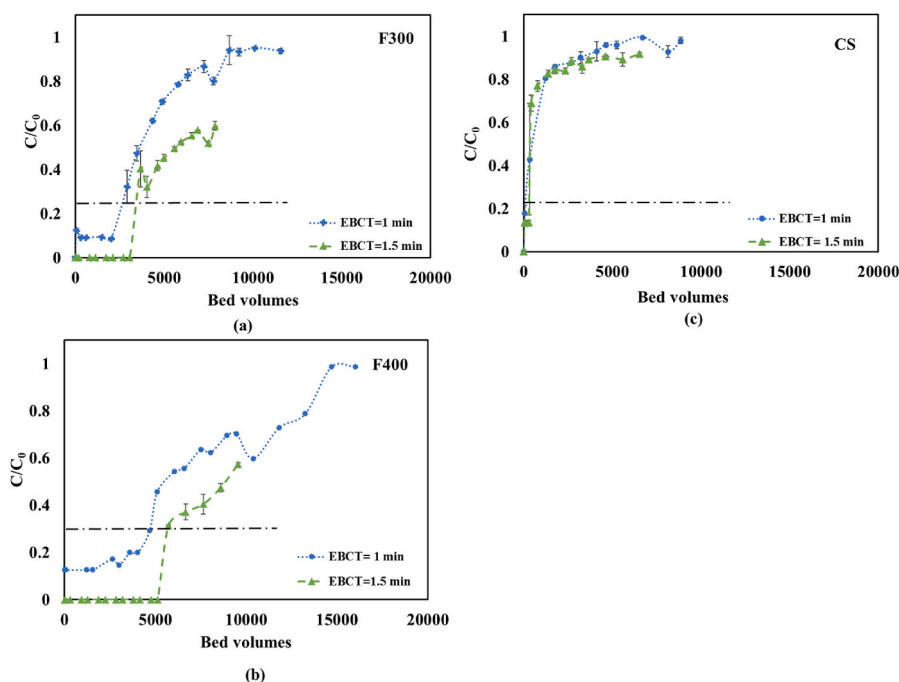 F300
1
0.8
0.6
0.4
0.2
0
C/C0
EBCT=1 min
EBCT=1.5 min
0 5000 10000 15000 20000
Bed volumes
(a)
CS
1
0.8
0.6
0.4
0.2
0
C/C0
EBCT=1 min
EBCT= 1.5 min
0 5000 10000 15000 20000
Bed volumes
(c)
F400
1
0.8
0.6
0.4
0.2
0
C/C0
EBCT= 1 min
EBCT=1.5 min
0 5000 10000 15000 20000
Bed volumes
(b)